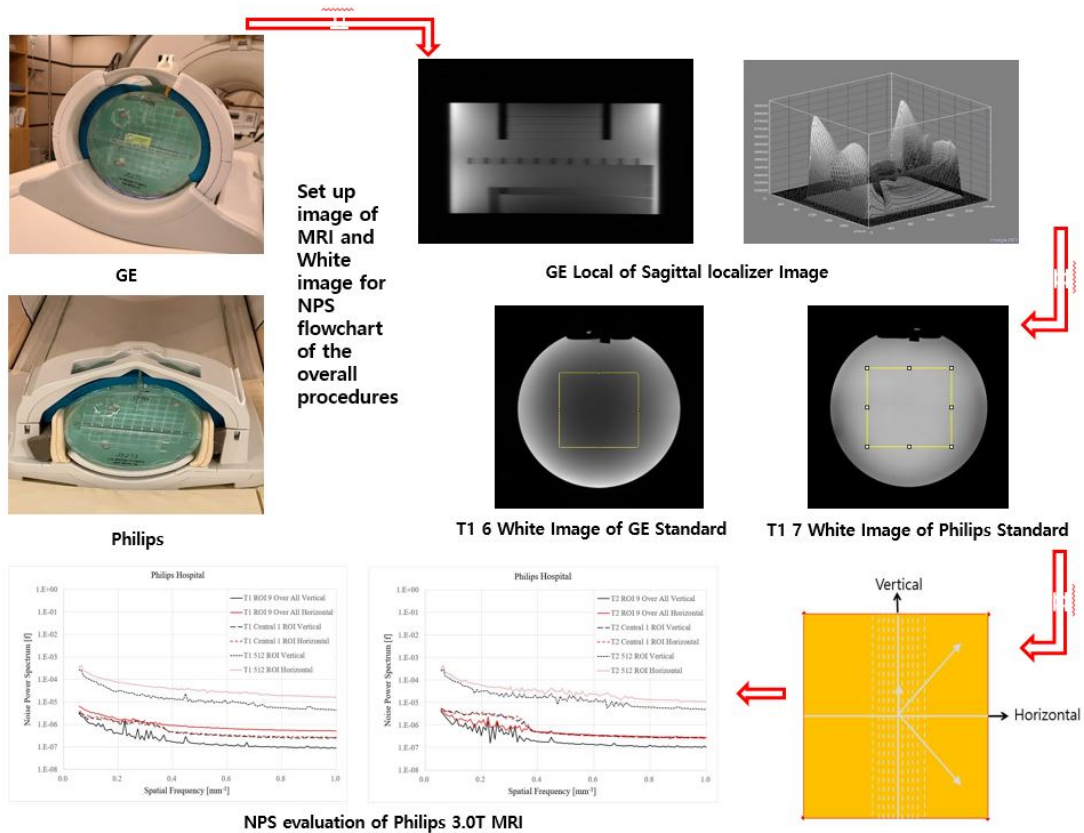 GE
Set up
image of
MRI and
White
image for
NPS
flowchart
of the
overall
procedures
GE Local of Sagittal localizer Image
Philips
T1 6 White Image of GE Standard
T1 7 White Image of Philips Standard
Philips Hospital
Noise Power Spectrum [f]
1.E+00
1.E-01
1.E-02
1.E-03
1.E-04
1.E-05
1.E-06
1.E-07
1.E-08
T1 ROI 9 Over All Vertical
T1 ROI 9 Over All Horizontal
T1 Central 1 ROI Vertical
T1 Central 1 ROI Horizontal
T1 512 ROI Vertical
T1 512 ROI Horizontal
0.0 0.2 0.4 0.6 0.8 1.0
Spatial Frequency [mm⁻¹]
Philips Hospital
Noise Power Spectrum [f]
1.E+00
1.E-01
1.E-02
1.E-03
1.E-04
1.E-05
1.E-06
1.E-07
1.E-08
T2 ROI 9 Over All Vertical
T2 ROI 9 Over All Horizontal
T2 Central 1 ROI Vertical
T2 Central 1 ROI Horizontal
T2 512 ROI Vertical
T2 512 ROI Horizontal
0.0 0.2 0.4 0.6 0.8 1.0
Spatial Frequency [mm⁻¹]
Vertical
Horizontal
NPS evaluation of Philips 3.0T MRI